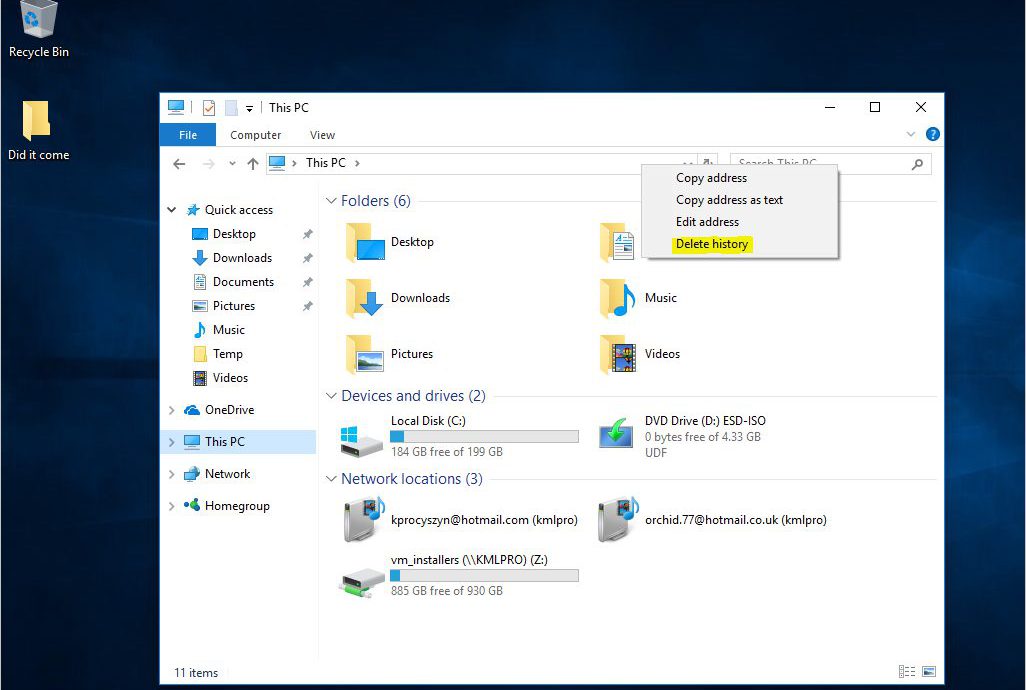 Recycle Bin
Did it come
This PC
File Computer View
This PC
Search This PC
Copy address
Copy address as text
Edit address
Delete history
Quick access
Desktop
Downloads
Documents
Pictures
Music
Temp
Videos
OneDrive
This PC
Network
Homegroup
Folders (6)
Desktop
Downloads
Music
Pictures
Videos
Devices and drives (2)
Local Disk (C:)
184 GB free of 199 GB
DVD Drive (D:) ESD-ISO
0 bytes free of 4.33 GB
UDF
Network locations (3)
kprocyszyn@hotmail.com (kmlpro)
orchid.77@hotmail.co.uk (kmlpro)
vm_installers (\\KMLPRO) (Z:)
885 GB free of 930 GB
11 items